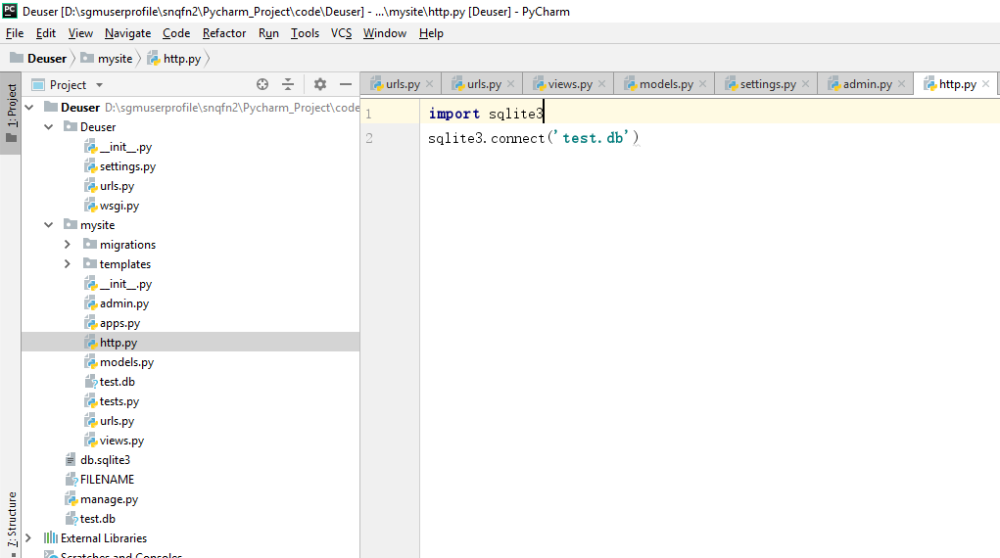 Deuser [D:\sgmuserprofile\snqfn2\Pycharm_Project\code\Deuser] - ...\mysite\http.py [Deuser] - PyCharm
File Edit View Navigate Code Refactor Run Tools VCS Window Help
Deuser mysite http.py
Project urls.py urls.py views.py models.py settings.py admin.py http.py
1: Project
Deuser D:\sgmuserprofile\snqfn2\Pycharm_Project\code
Deuser
__init__.py
settings.py
urls.py
wsgi.py
mysite
migrations
templates
__init__.py
admin.py
apps.py
http.py
models.py
test.db
tests.py
urls.py
views.py
db.sqlite3
FILENAME
manage.py
test.db
External Libraries
Scratches and Consoles
7: Structure
1 import sqlite3
2 sqlite3.connect('test.db')